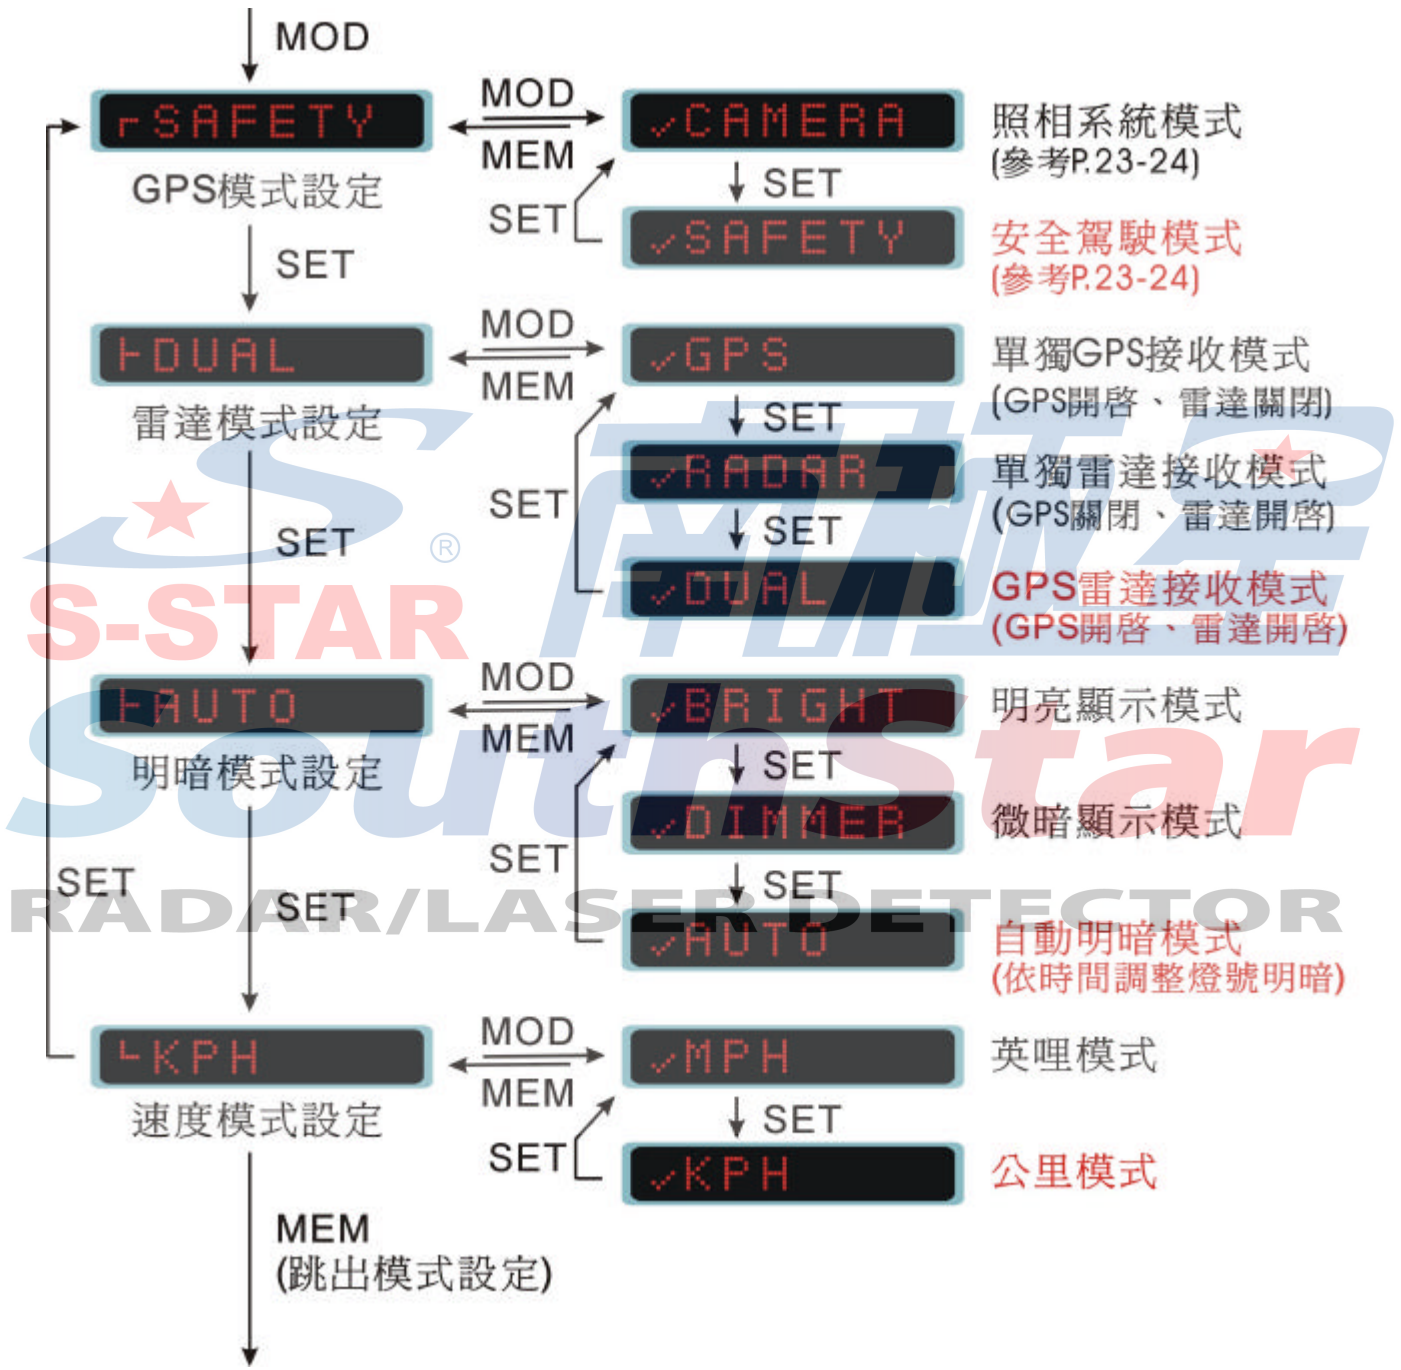 MOD
┌SAFETY
GPS模式設定
MOD
MEM
✓CAMERA
照相系統模式
(參考P.23-24)
SET
SET
✓SAFETY
安全駕駛模式
(參考P.23-24)
SET
├DUAL
雷達模式設定
MOD
MEM
✓GPS
單獨GPS接收模式
(GPS開啓、雷達關閉)
SET
✓RADAR
單獨雷達接收模式
(GPS關閉、雷達開啓)
SET
SET
✓DUAL
GPS雷達接收模式
(GPS開啓、雷達開啓)
SET
S-STAR®
南極星
├AUTO
明暗模式設定
MOD
MEM
✓BRIGHT
明亮顯示模式
SouthStar
SET
✓DIMMER
微暗顯示模式
SET
SET
✓AUTO
自動明暗模式
(依時間調整燈號明暗)
SET
SET
RADAR/LASER DETECTOR
└KPH
速度模式設定
MOD
MEM
✓MPH
英哩模式
SET
SET
✓KPH
公里模式
MEM
(跳出模式設定)